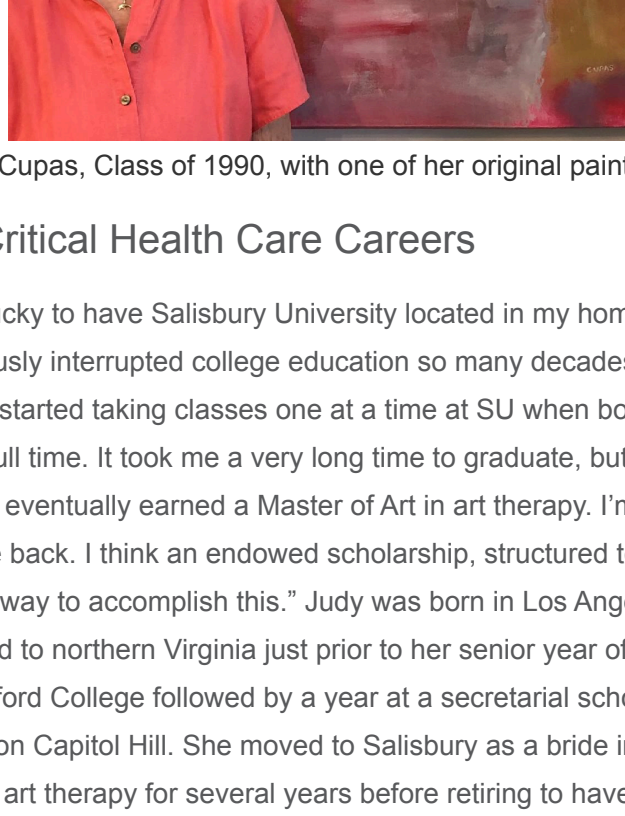 CUPAS
Cupas, Class of 1990, with one of her original paint
Critical Health Care Careers
cky to have Salisbury University located in my hom
usly interrupted college education so many decades
started taking classes one at a time at SU when bo
ull time. It took me a very long time to graduate, but
eventually earned a Master of Art in art therapy. I'm
e back. I think an endowed scholarship, structured t
way to accomplish this.” Judy was born in Los Ang
d to northern Virginia just prior to her senior year of
ford College followed by a year at a secretarial scho
on Capitol Hill. She moved to Salisbury as a bride i
art therapy for several years before retiring to have